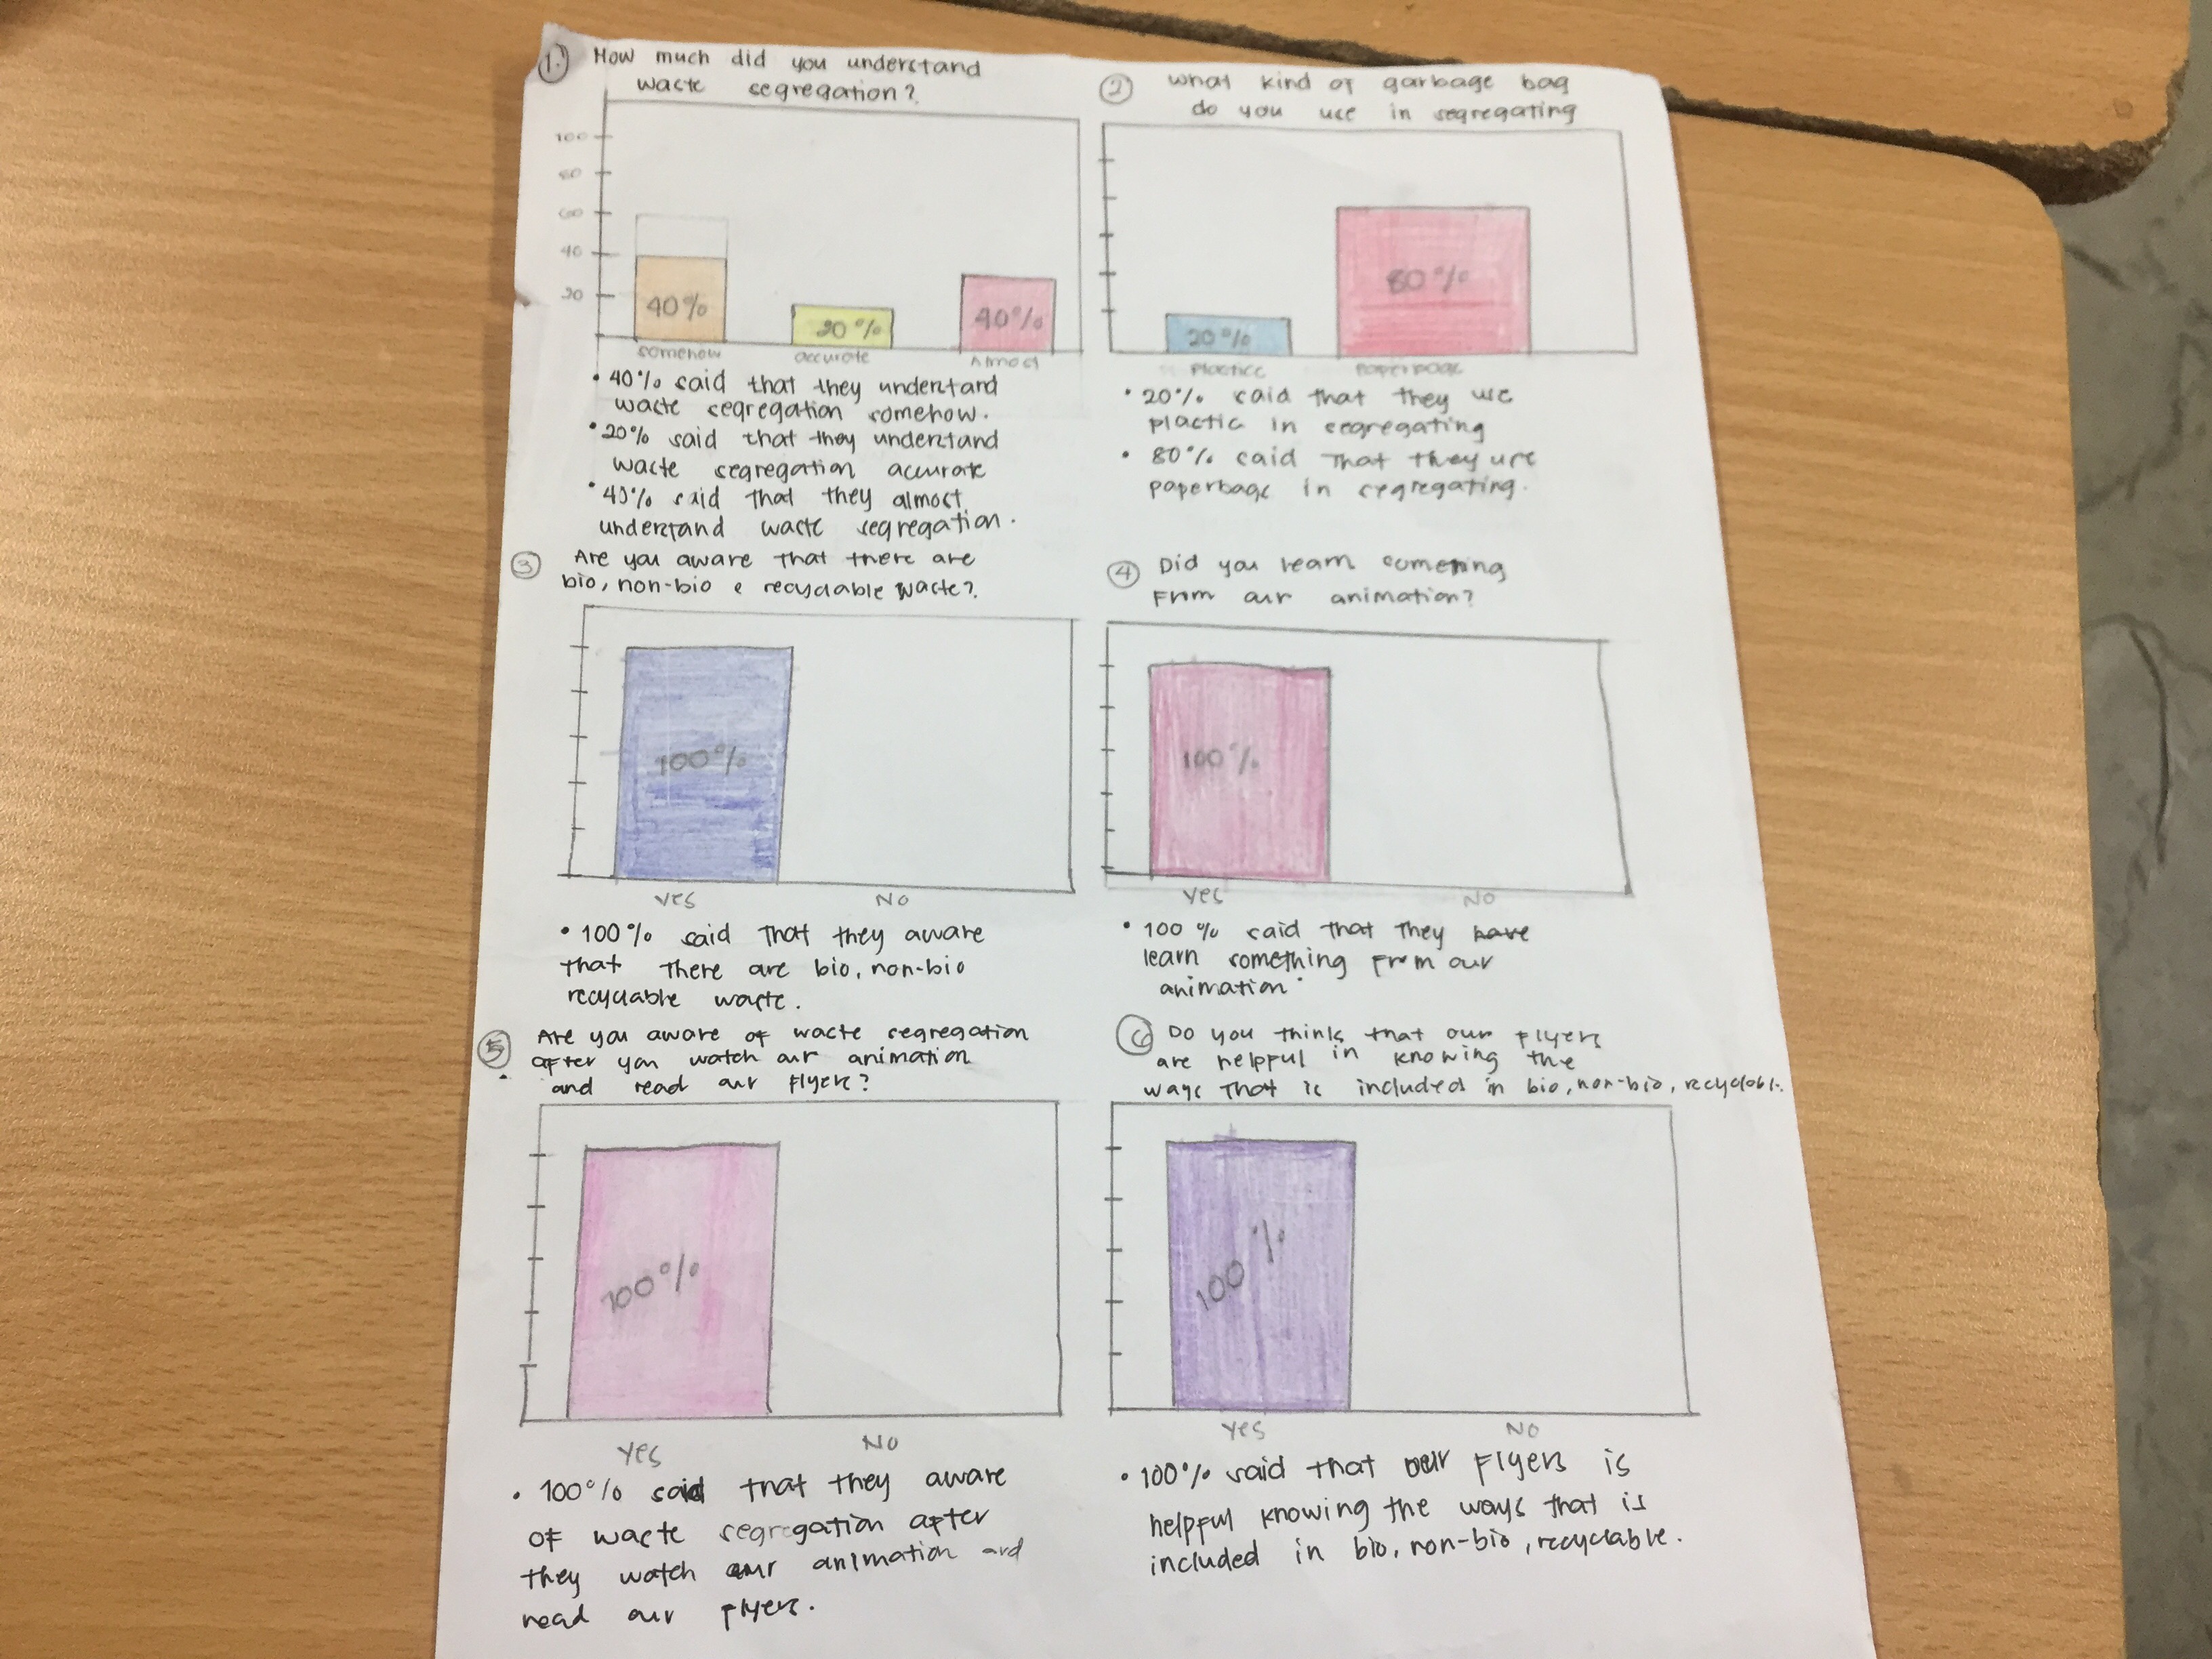 1. How much did you understand
waste segregation?
100
80
60
40
20
40%
20%
40%
somehow
accurate
Almost
• 40% said that they understand
waste segregation somehow.
• 20% said that they understand
waste segregation accurate
• 40% said that they almost
understand waste segregation.
2 what kind of garbage bag
do you use in segregating
20%
80%
plastic
paperbage
• 20% said that they use
plastic in segregating
• 80% said that they use
paperbage in segregating.
3 Are you aware that there are
bio, non-bio e recyclable waste?
100%
yes
No
• 100% said that they aware
that there are bio, non-bio
recyclable waste.
4 Did you learn someting
From our animation?
100%
yes
No
• 100% said that they have
learn something from our
animation.
5 Are you aware of waste segregation
• after you watch our animation
and read our flyers?
100%
yes
No
• 100% said that they aware
of waste segregation after
they watch our animation and
read our flyers.
6 Do you thinks that our flyers
are helpful in knowing the
ways that is included in bio, non-bio, recyclable.
100%
yes
No
• 100% said that our flyers is
helpful knowing the ways that is
included in bio, non-bio, recyclable.